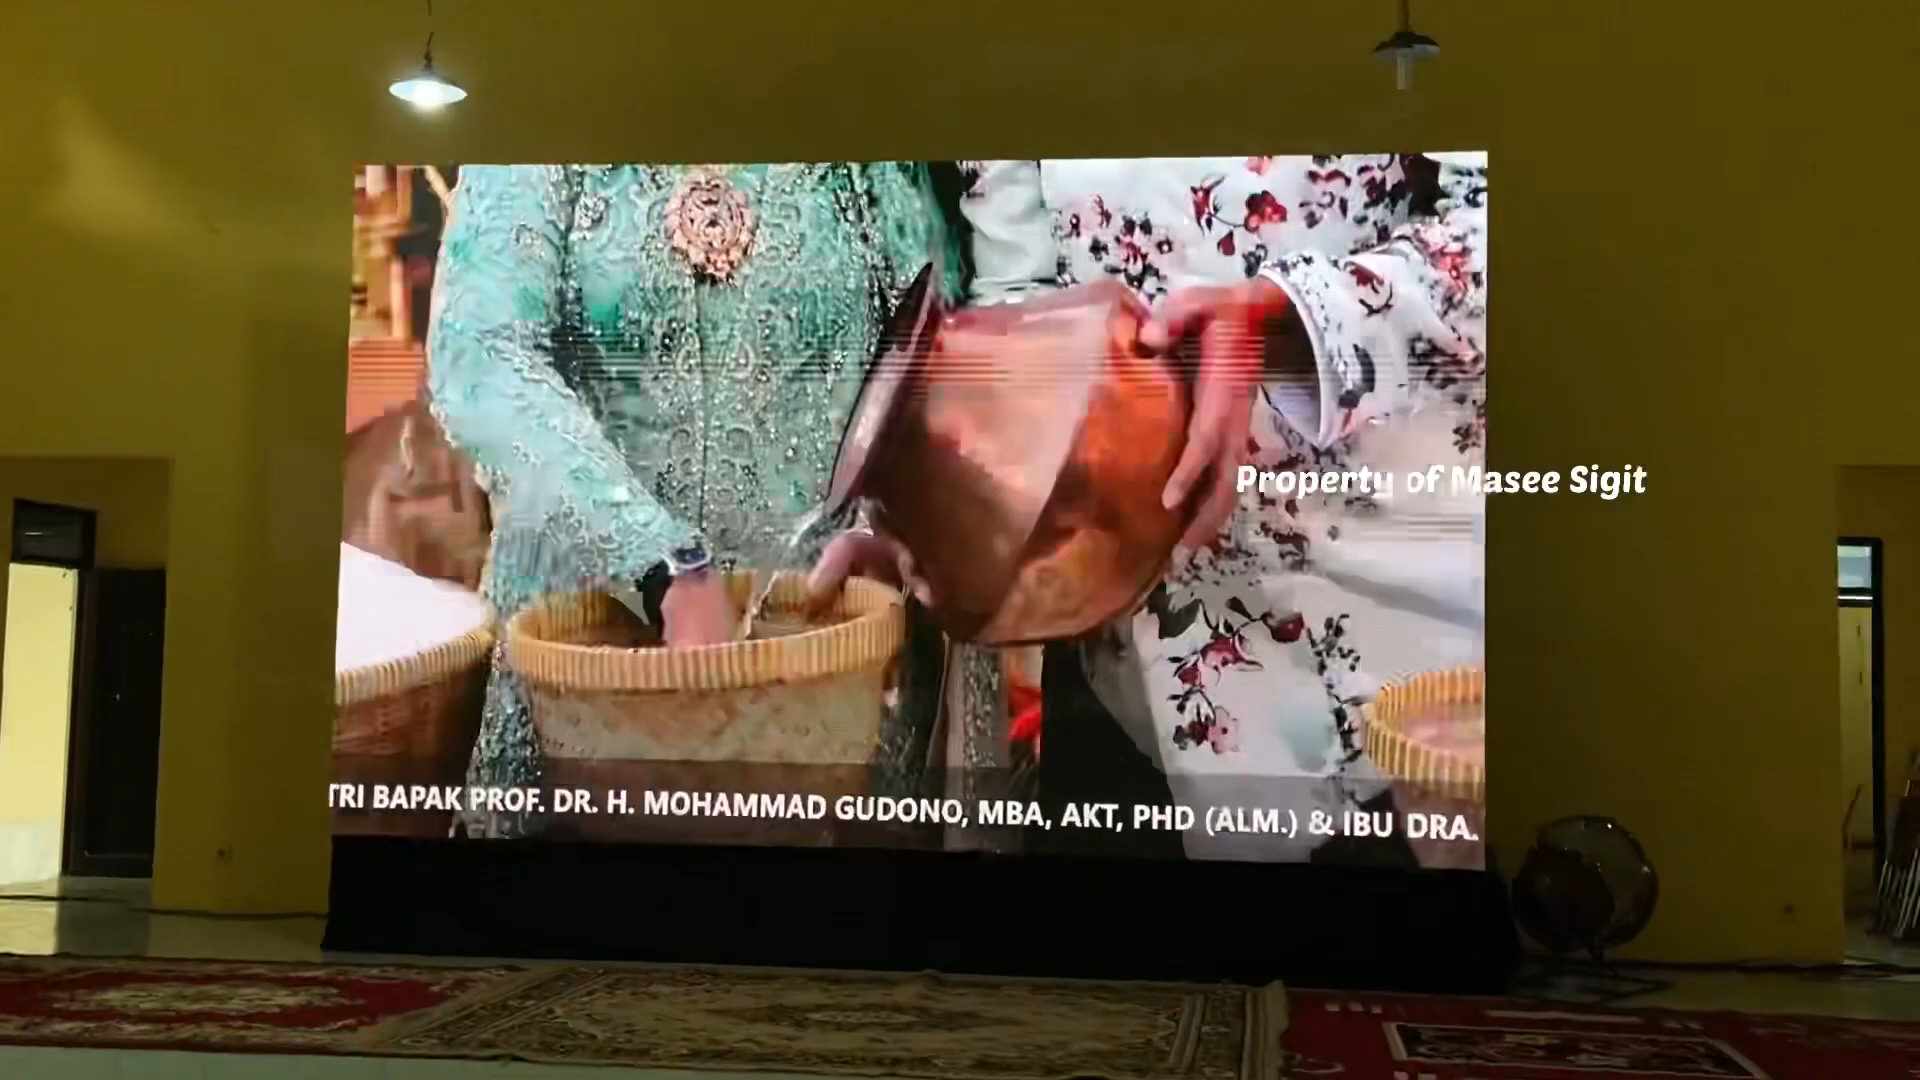 Property of Masee Sigit
TRI BAPAK PROF. DR. H. MOHAMMAD GUDONO, MBA, AKT, PHD (ALM.) & IBU DRA.